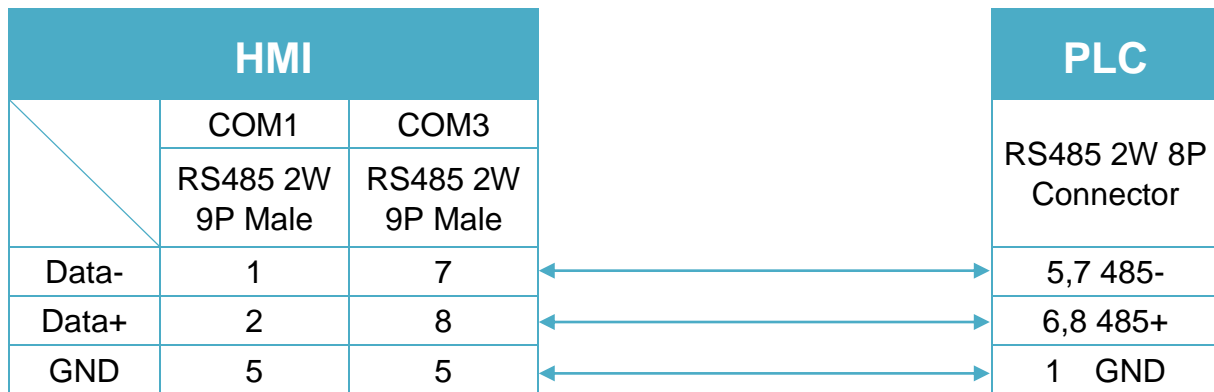 HMI PLC
COM1 COM3
RS485 2W 8P
Connector
RS485 2W RS485 2W
9P Male 9P Male
Data- 1 7 5,7 485-
Data+ 2 8 6,8 485+
GND 5 5 1 GND